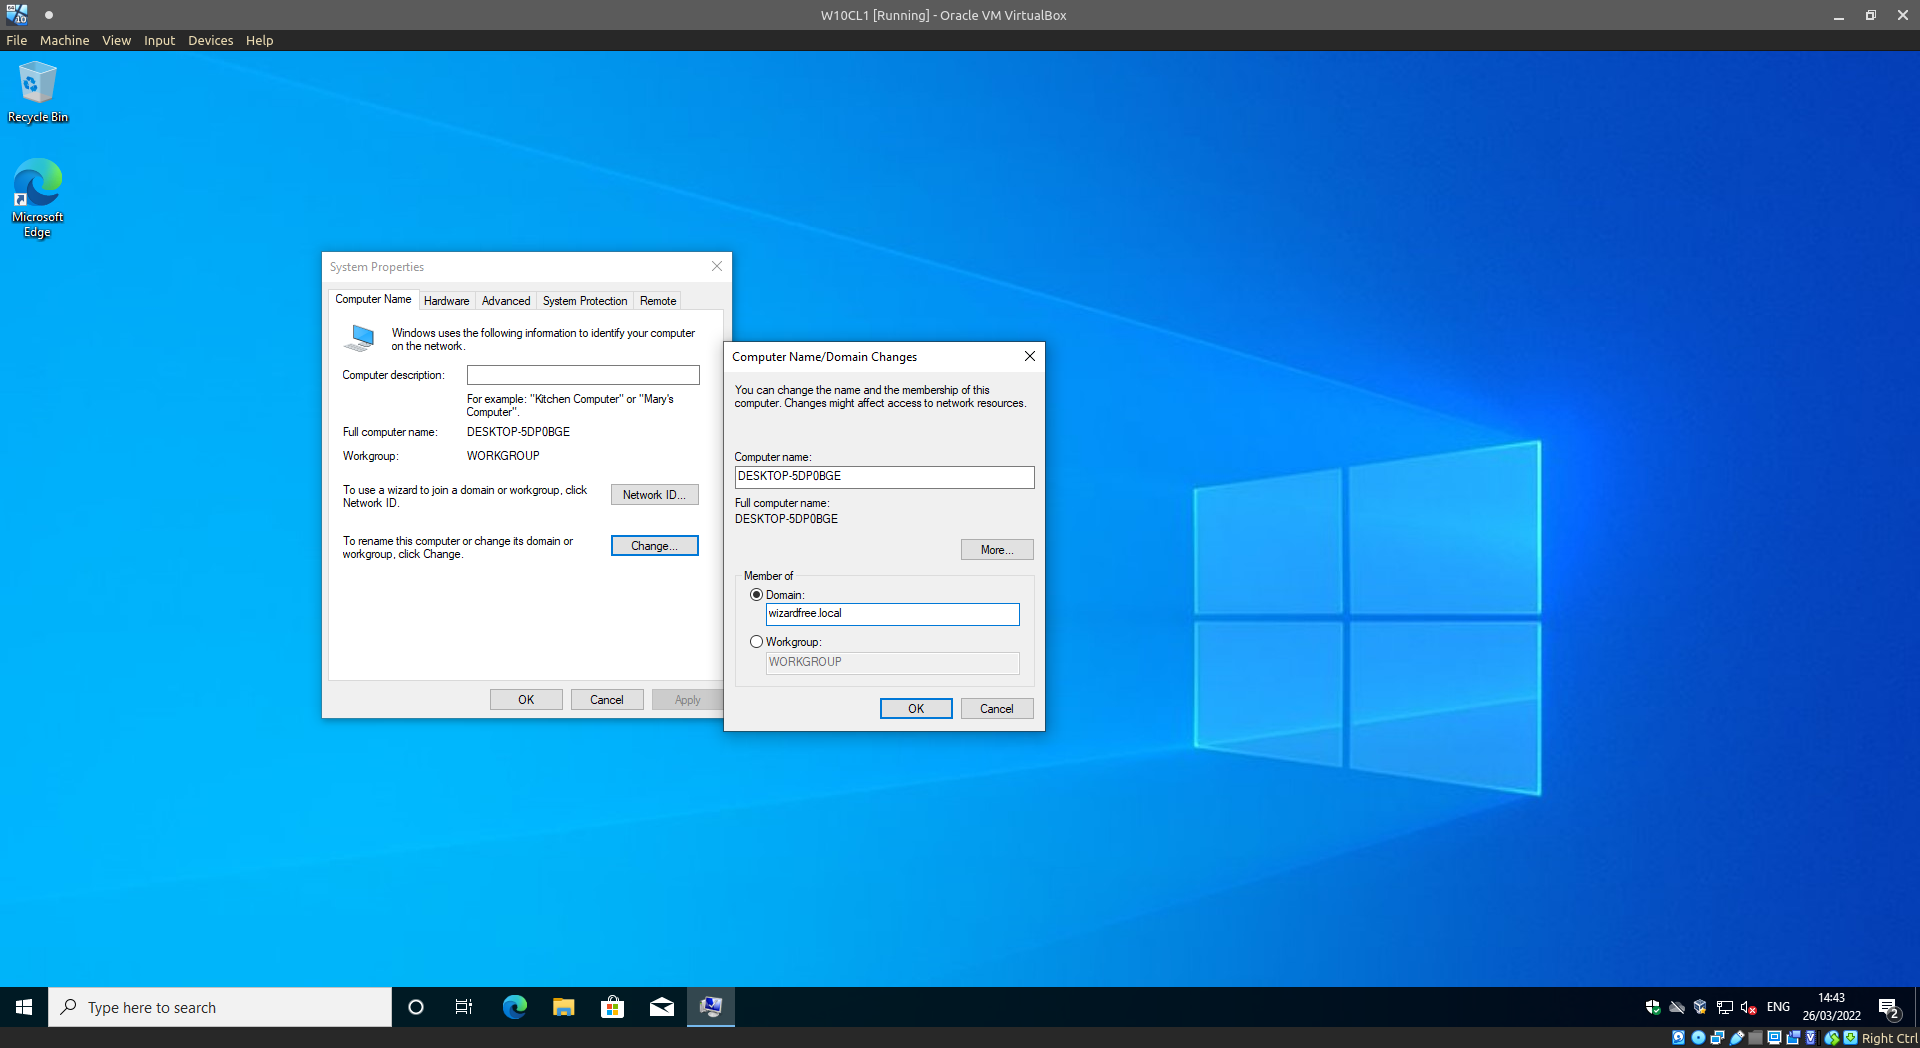 W10CL1 [Running] - Oracle VM VirtualBox
File Machine View Input Devices Help
Recycle Bin
Microsoft
Edge
System Properties
Computer Name Hardware Advanced System Protection Remote
Windows uses the following information to identify your computer
on the network.
Computer description:
For example: "Kitchen Computer" or "Mary's
Computer".
Full computer name: DESKTOP-5DP0BGE
Workgroup: WORKGROUP
To use a wizard to join a domain or workgroup, click
Network ID.
Network ID...
To rename this computer or change its domain or
workgroup, click Change.
Change...
OK Cancel Apply
Computer Name/Domain Changes
You can change the name and the membership of this
computer. Changes might affect access to network resources.
Computer name:
DESKTOP-5DP0BGE
Full computer name:
DESKTOP-5DP0BGE
More...
Member of
Domain:
wizardfree.local
Workgroup:
WORKGROUP
OK Cancel
Type here to search
ENG
14:43
26/03/2022
2
Right Ctrl